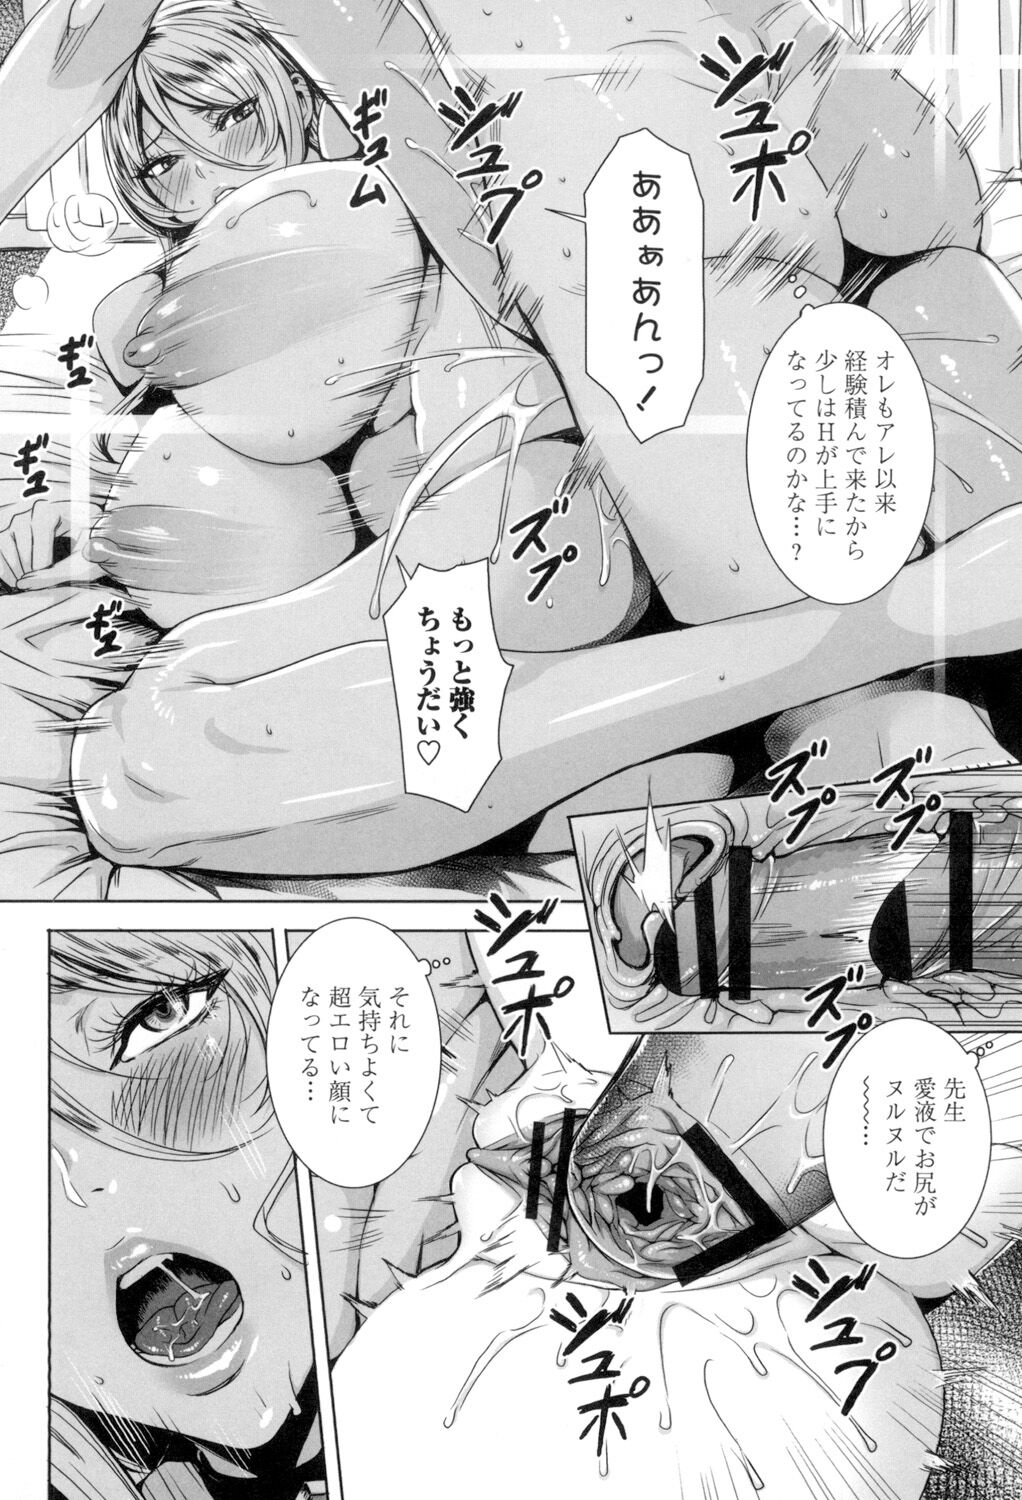 ジュポ
ジュプ
ギュム
ああぁあんっ！
オレもアレ以来
経験積んで来たから
少しはＨが上手に
なってるのかな…？
ギュ
ギュ
ギュ
ズプ
もっと強く
ちょうだい♡
ズプ
ズプ
ズプ
ジュポ
先生
愛液でお尻が
ヌルヌルだ
〜〜〜…
それに
気持ちよくて
超エロい顔に
なってる…
ジュプ
ジュポ